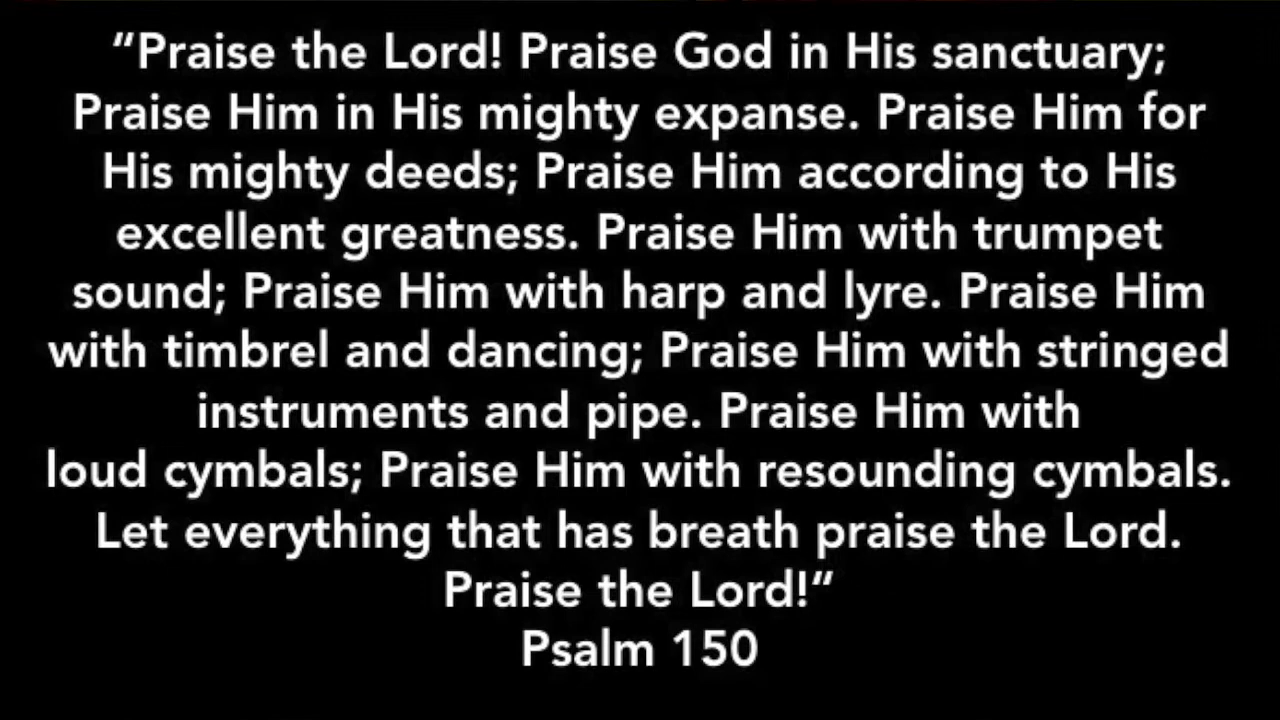 “Praise the Lord! Praise God in His sanctuary;
Praise Him in His mighty expanse. Praise Him for
His mighty deeds; Praise Him according to His
excellent greatness. Praise Him with trumpet
sound; Praise Him with harp and lyre. Praise Him
with timbrel and dancing; Praise Him with stringed
instruments and pipe. Praise Him with
loud cymbals; Praise Him with resounding cymbals.
Let everything that has breath praise the Lord.
Praise the Lord!”
Psalm 150